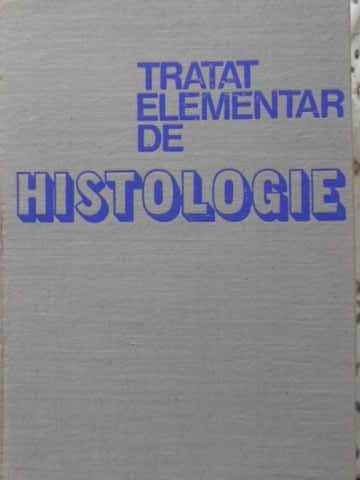 TRATAT
ELEMENTAR
DE
HISTOLOGIE